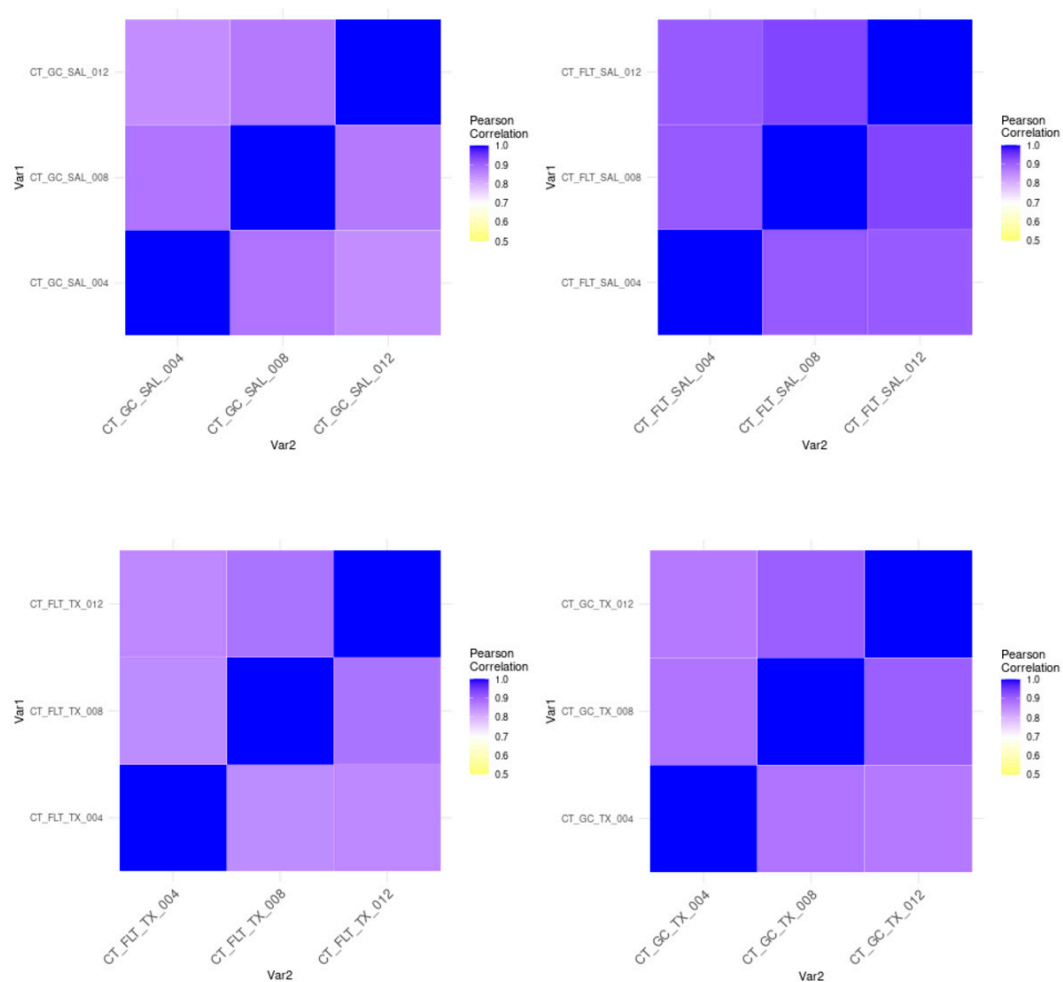 CT_GC_SAL_012
CT_GC_SAL_008
CT_GC_SAL_004
Var1
CT_GC_SAL_004
CT_GC_SAL_008
CT_GC_SAL_012
Var2
Pearson
Correlation
1.0
0.9
0.8
0.7
0.6
0.5
CT_FLT_SAL_012
CT_FLT_SAL_008
CT_FLT_SAL_004
Var1
CT_FLT_SAL_004
CT_FLT_SAL_008
CT_FLT_SAL_012
Var2
Pearson
Correlation
1.0
0.9
0.8
0.7
0.6
0.5
CT_FLT_TX_012
CT_FLT_TX_008
CT_FLT_TX_004
Var1
CT_FLT_TX_004
CT_FLT_TX_008
CT_FLT_TX_012
Var2
Pearson
Correlation
1.0
0.9
0.8
0.7
0.6
0.5
CT_GC_TX_012
CT_GC_TX_008
CT_GC_TX_004
Var1
CT_GC_TX_004
CT_GC_TX_008
CT_GC_TX_012
Var2
Pearson
Correlation
1.0
0.9
0.8
0.7
0.6
0.5